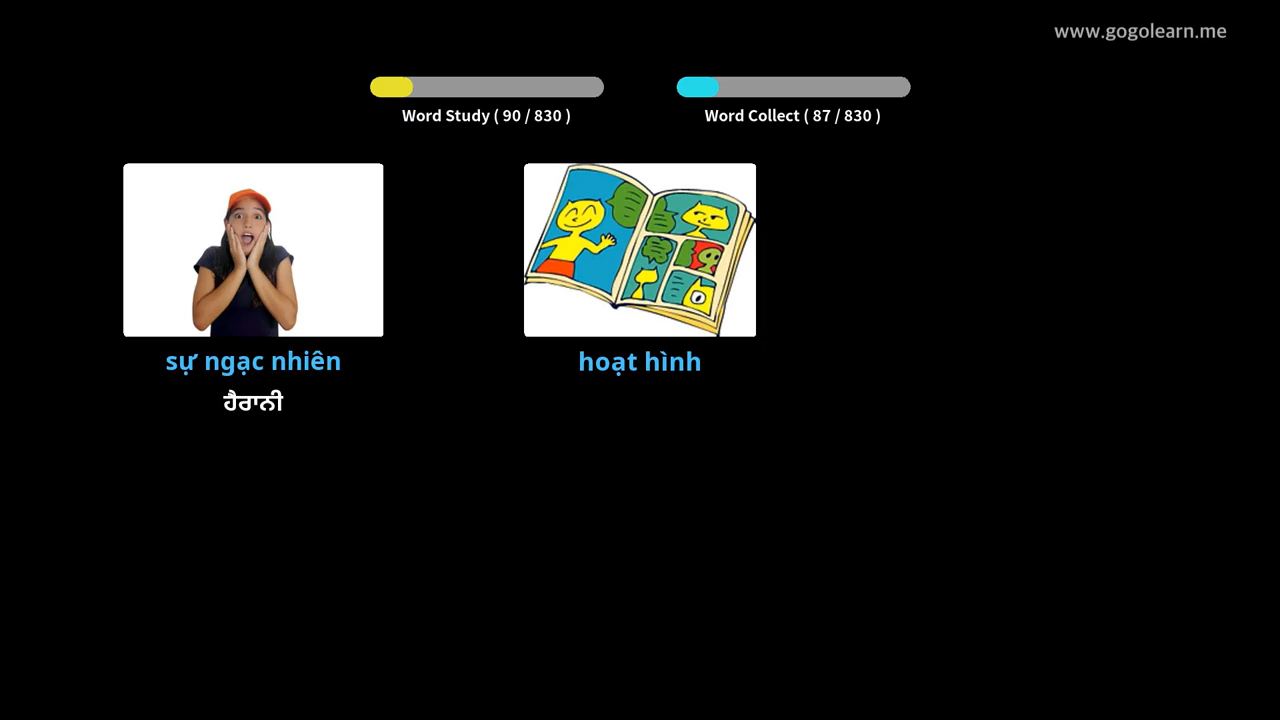 www.gogolearn.me
Word Study ( 90 / 830 )
Word Collect ( 87 / 830 )
sự ngạc nhiên
ਹੈਰਾਨੀ
hoạt hình